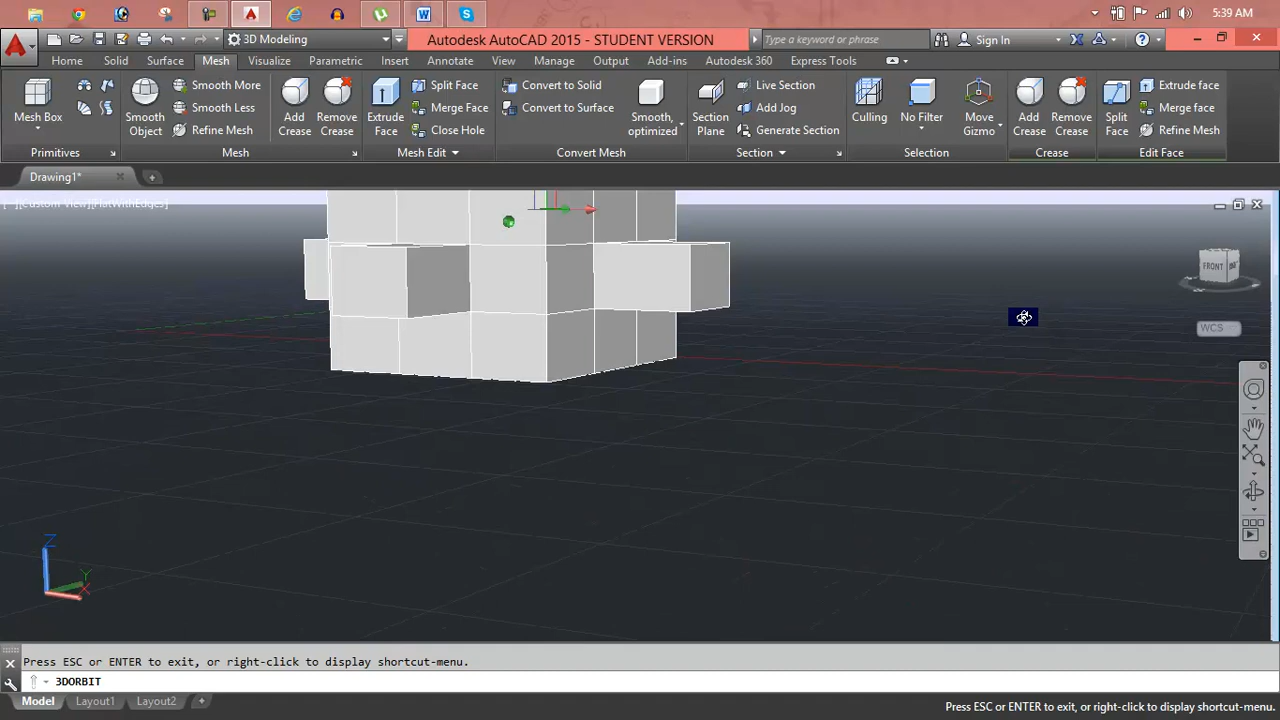 5:39 AM
3D Modeling
Autodesk AutoCAD 2015 - STUDENT VERSION
Type a keyword or phrase
Sign In
Home Solid Surface Mesh Visualize Parametric Insert Annotate View Manage Output Add-ins Autodesk 360 Express Tools
Mesh Box
Smooth Object
Smooth More
Smooth Less
Refine Mesh
Add Crease
Remove Crease
Extrude Face
Split Face
Merge Face
Close Hole
Convert to Solid
Convert to Surface
Smooth, optimized
Section Plane
Live Section
Add Jog
Generate Section
Culling
No Filter
Move Gizmo
Add Crease
Remove Crease
Split Face
Extrude face
Merge face
Refine Mesh
Primitives Mesh Mesh Edit Convert Mesh Section Selection Crease Edit Face
Drawing1*
[Custom View][FlatWithEdges]
FRONT
WCS
Z
Y
X
Press ESC or ENTER to exit, or right-click to display shortcut-menu.
3DORBIT
Model Layout1 Layout2 +
Press ESC or ENTER to exit, or right-click to display shortcut-menu.